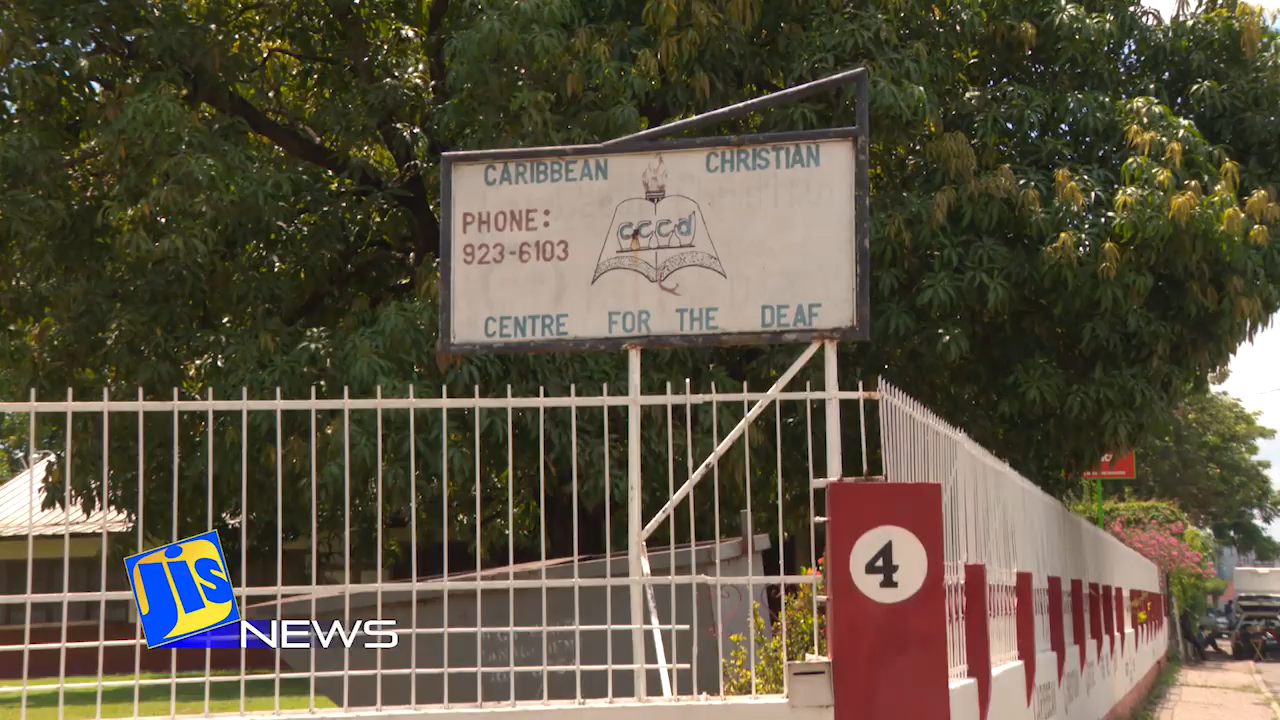 CARIBBEAN CHRISTIAN
PHONE:
923-6103
cccd
CENTRE FOR THE DEAF
4
jis
NEWS